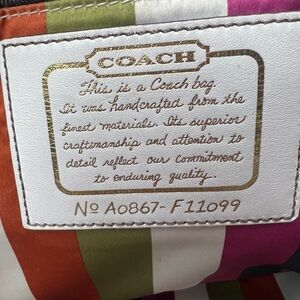 COACH
This is a Coach bag.
It was handcrafted from the
finest materials. Its superior
craftsmanship and attention to
detail reflect our commitment
to enduring quality.
Nº A0867-F11099